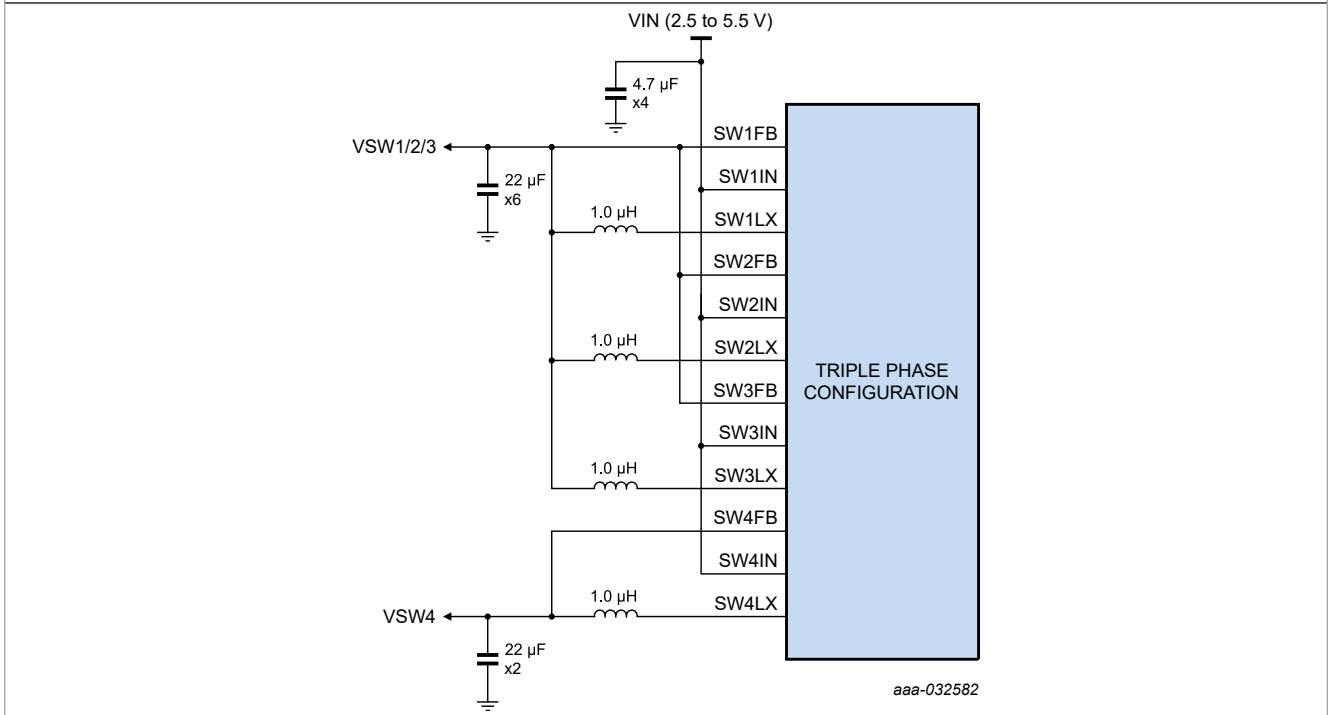 VIN (2.5 to 5.5 V)
4.7 µF
x4
SW1FB
VSW1/2/3
22 µF
x6
SW1IN
1.0 µH
SW1LX
SW2FB
SW2IN
1.0 µH
SW2LX
TRIPLE PHASE
CONFIGURATION
SW3FB
SW3IN
1.0 µH
SW3LX
SW4FB
SW4IN
1.0 µH
SW4LX
VSW4
22 µF
x2
aaa-032582